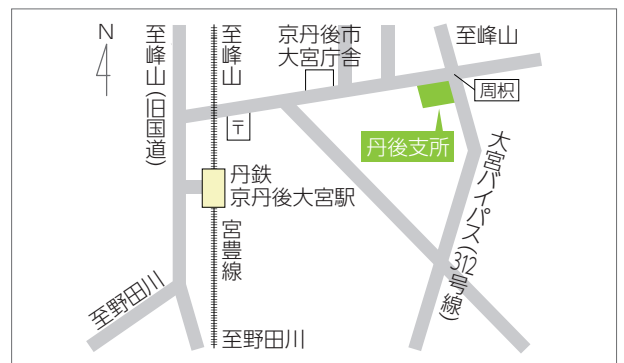 N
至峰山(旧国道)
至峰山
京丹後市
大宮庁舎
至峰山
周枳
〒
丹後支所
丹鉄
京丹後大宮駅
宮豊線
大宮バイパス(312号線)
至野田川
至野田川